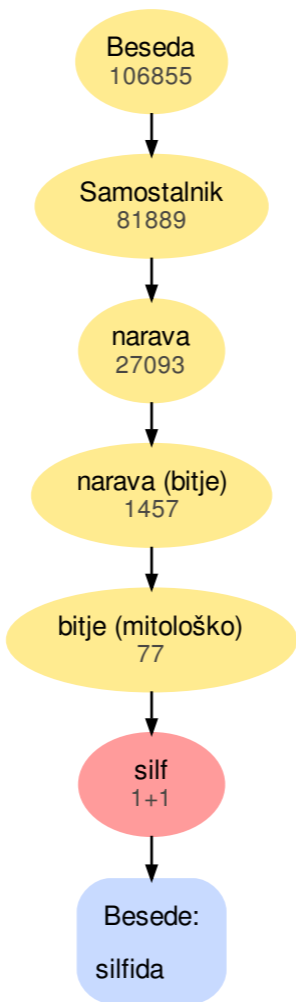 Beseda
106855
Samostalnik
81889
narava
27093
narava (bitje)
1457
bitje (mitološko)
77
silf
1+1
Besede:
silfida